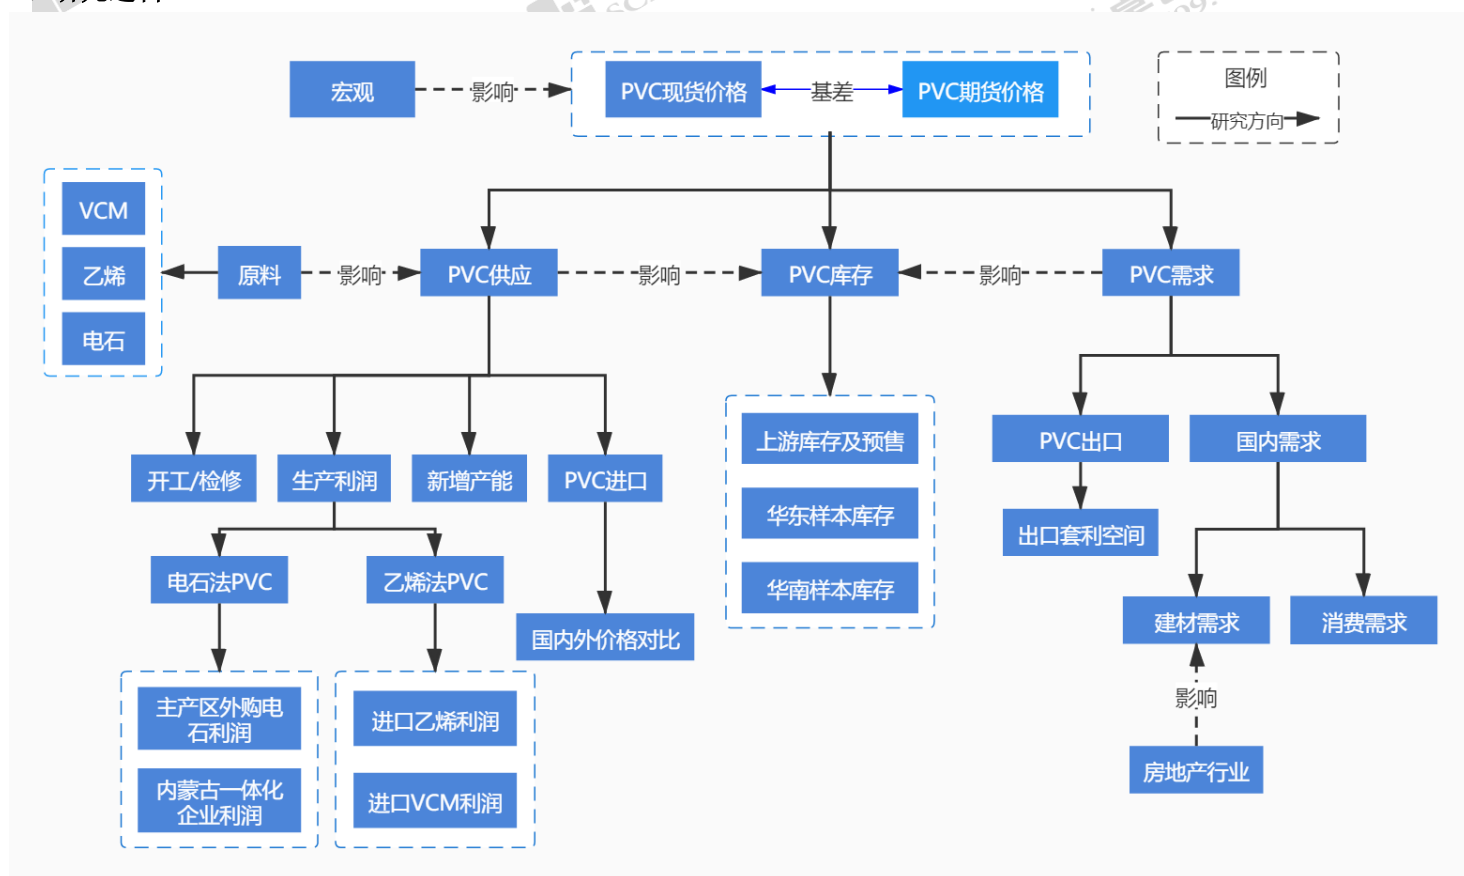 宏观
影响
PVC现货价格
基差
PVC期货价格
图例
研究方向
VCM
乙烯
电石
原料
影响
PVC供应
影响
PVC库存
影响
PVC需求
开工/检修
生产利润
新增产能
PVC进口
上游库存及预售
华东样本库存
华南样本库存
PVC出口
国内需求
出口套利空间
电石法PVC
乙烯法PVC
国内外价格对比
建材需求
消费需求
影响
房地产行业
主产区外购电
石利润
内蒙古一体化
企业利润
进口乙烯利润
进口VCM利润